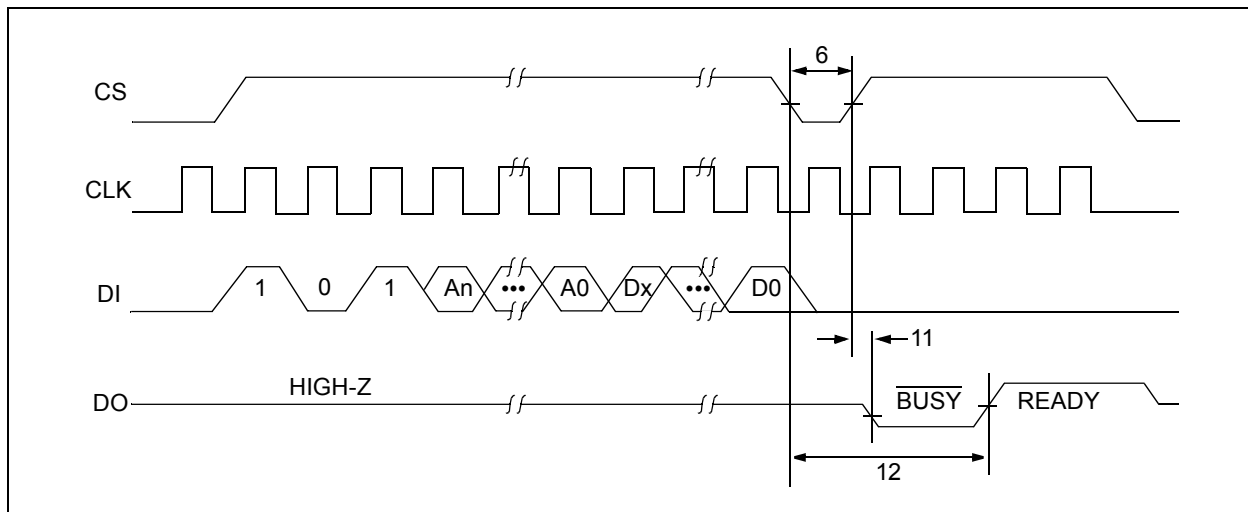 6
CS
CLK
DI 1 0 1 An ••• A0 Dx ••• D0
11
HIGH-Z
DO BUSY READY
12